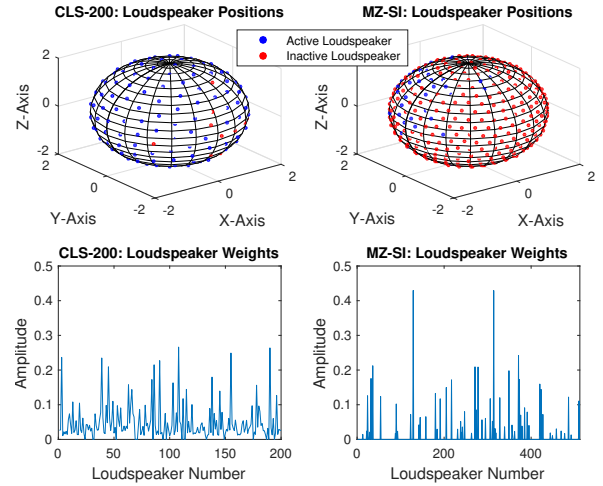 CLS-200: Loudspeaker Positions
MZ-SI: Loudspeaker Positions
Active Loudspeaker
Inactive Loudspeaker
2
0
-2
Z-Axis
2
0
-2
Y-Axis
-2
0
2
X-Axis
2
0
-2
Z-Axis
2
0
-2
Y-Axis
-2
0
2
X-Axis
CLS-200: Loudspeaker Weights
0.5
0.4
0.3
0.2
0.1
0
Amplitude
0 50 100 150 200
Loudspeaker Number
MZ-SI: Loudspeaker Weights
0.5
0.4
0.3
0.2
0.1
0
Amplitude
0 200 400
Loudspeaker Number